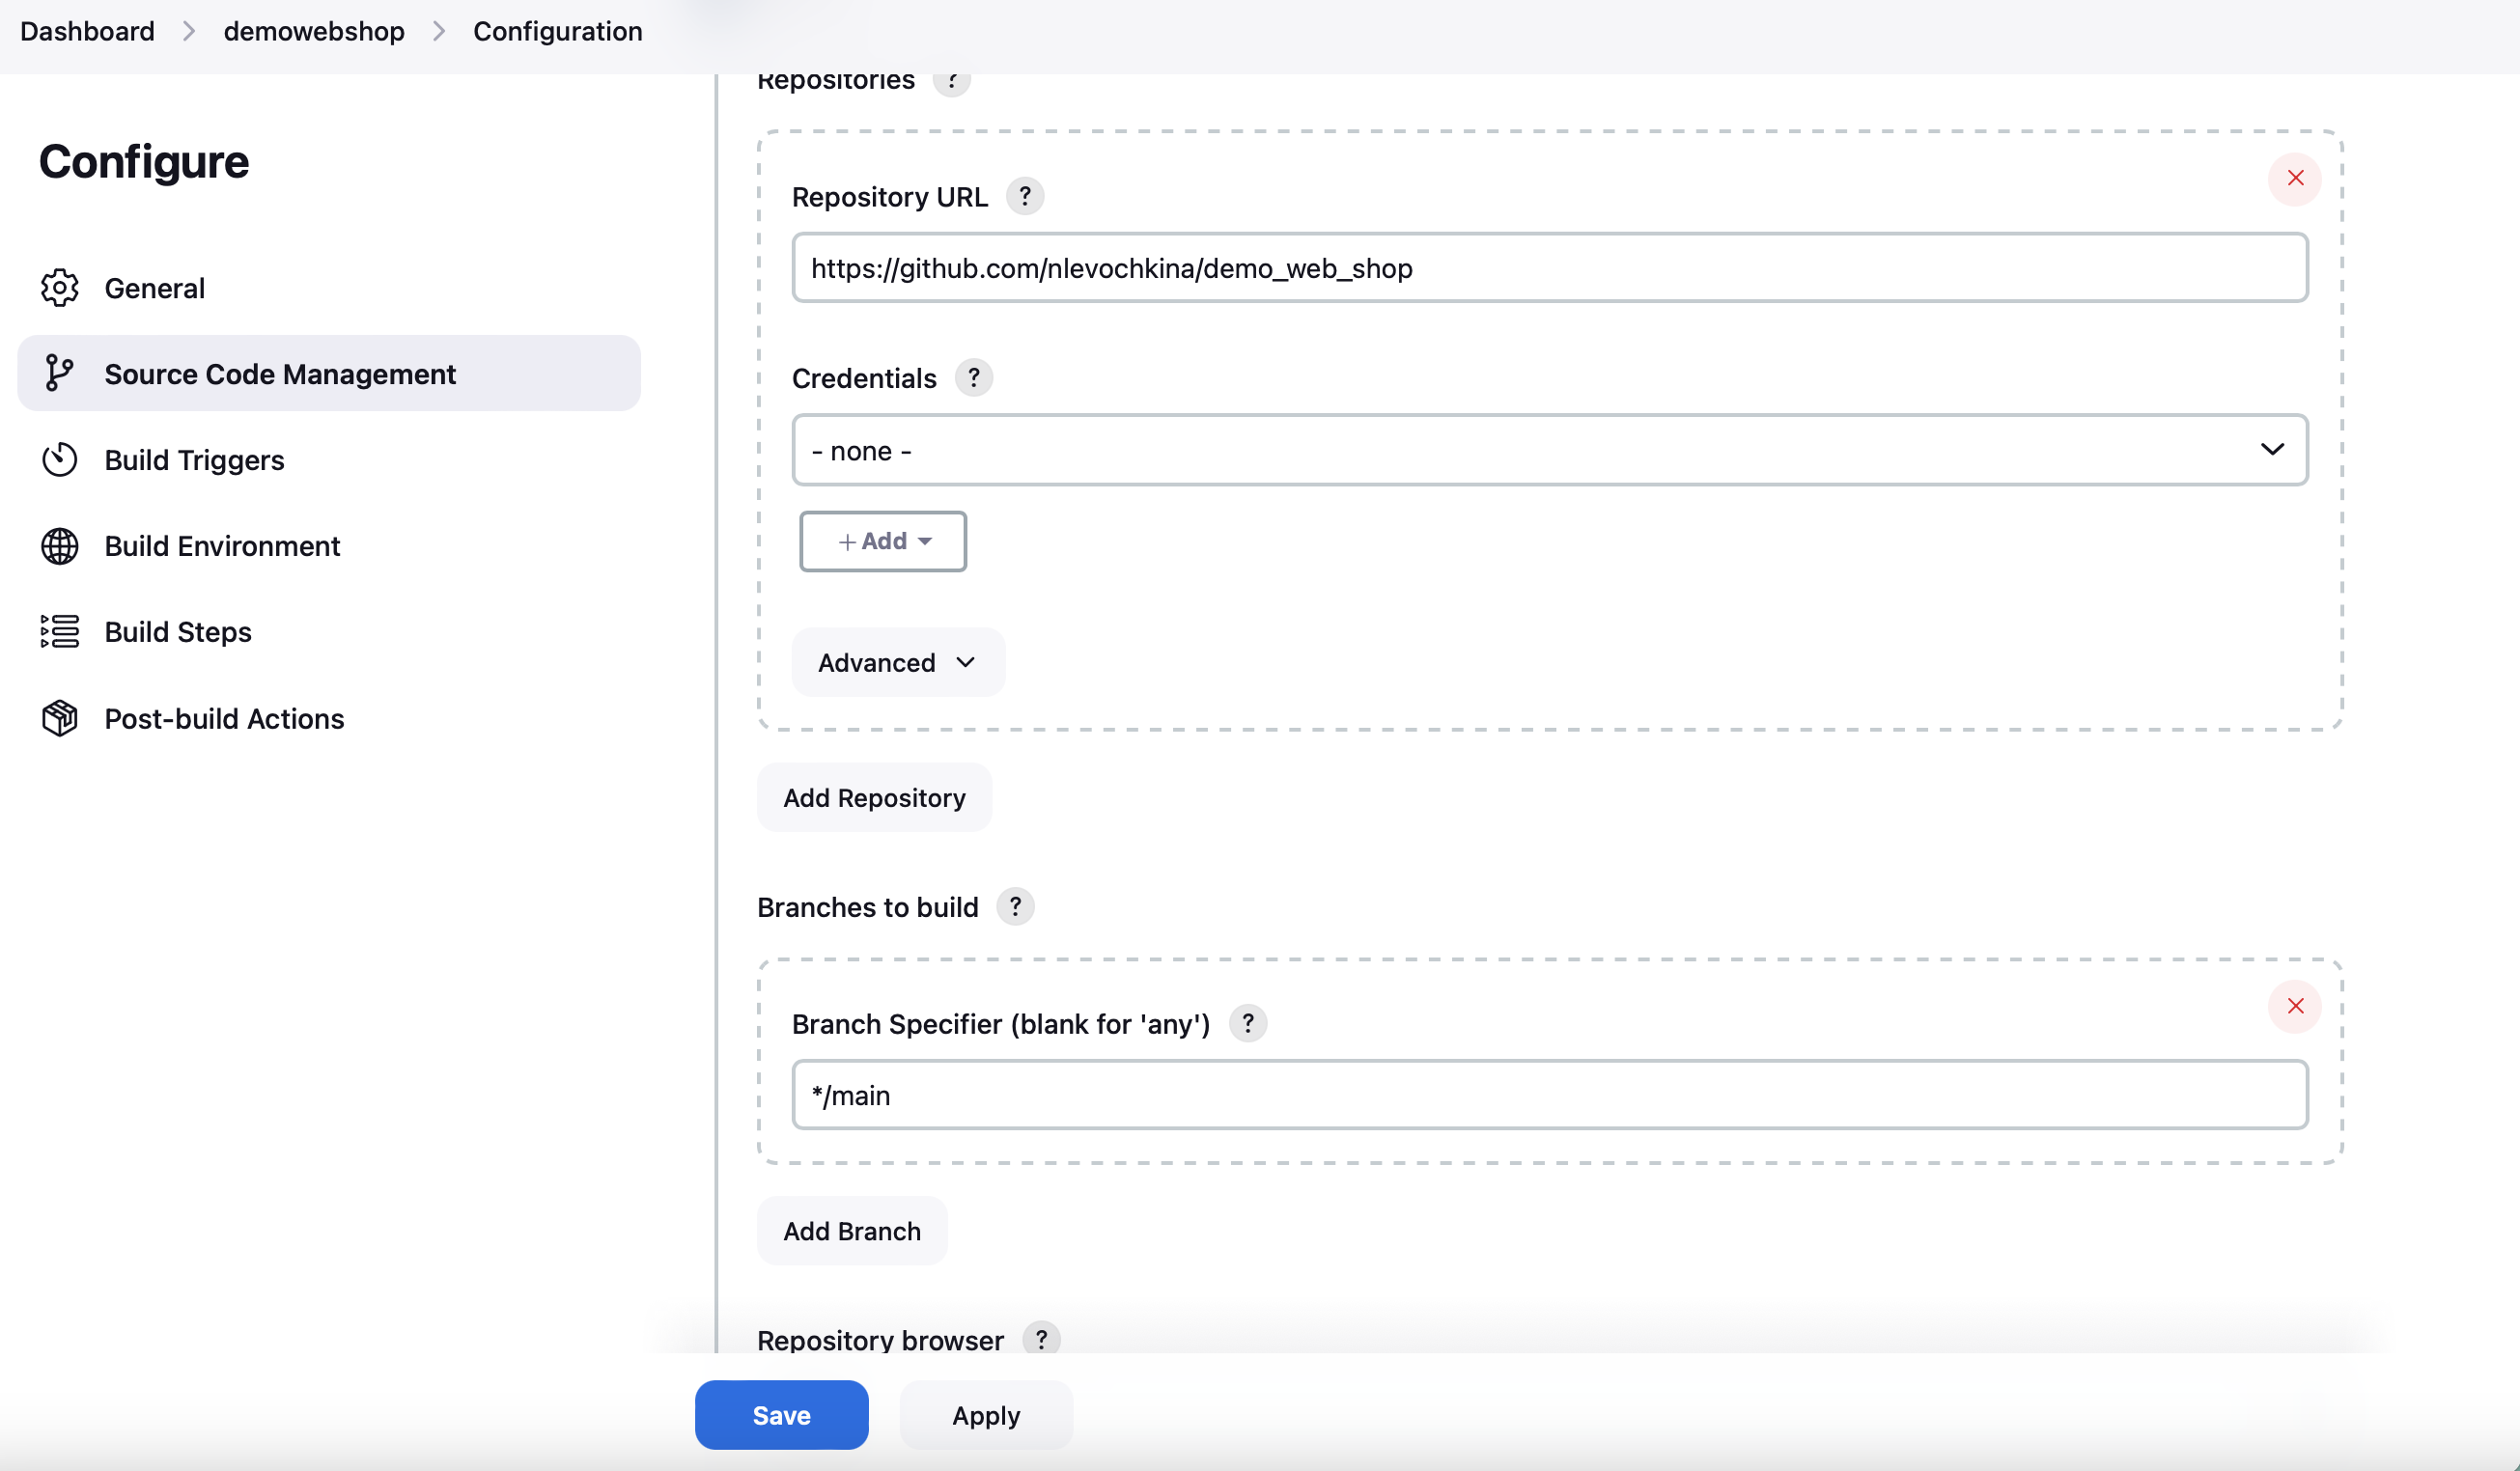 Dashboard > demowebshop > Configuration
Configure
General
Source Code Management
Build Triggers
Build Environment
Build Steps
Post-build Actions
Repositories ?
Repository URL ?
https://github.com/nlevochkina/demo_web_shop
Credentials ?
- none -
+ Add
Advanced
Add Repository
Branches to build ?
Branch Specifier (blank for 'any') ?
*/main
Add Branch
Repository browser ?
Save
Apply